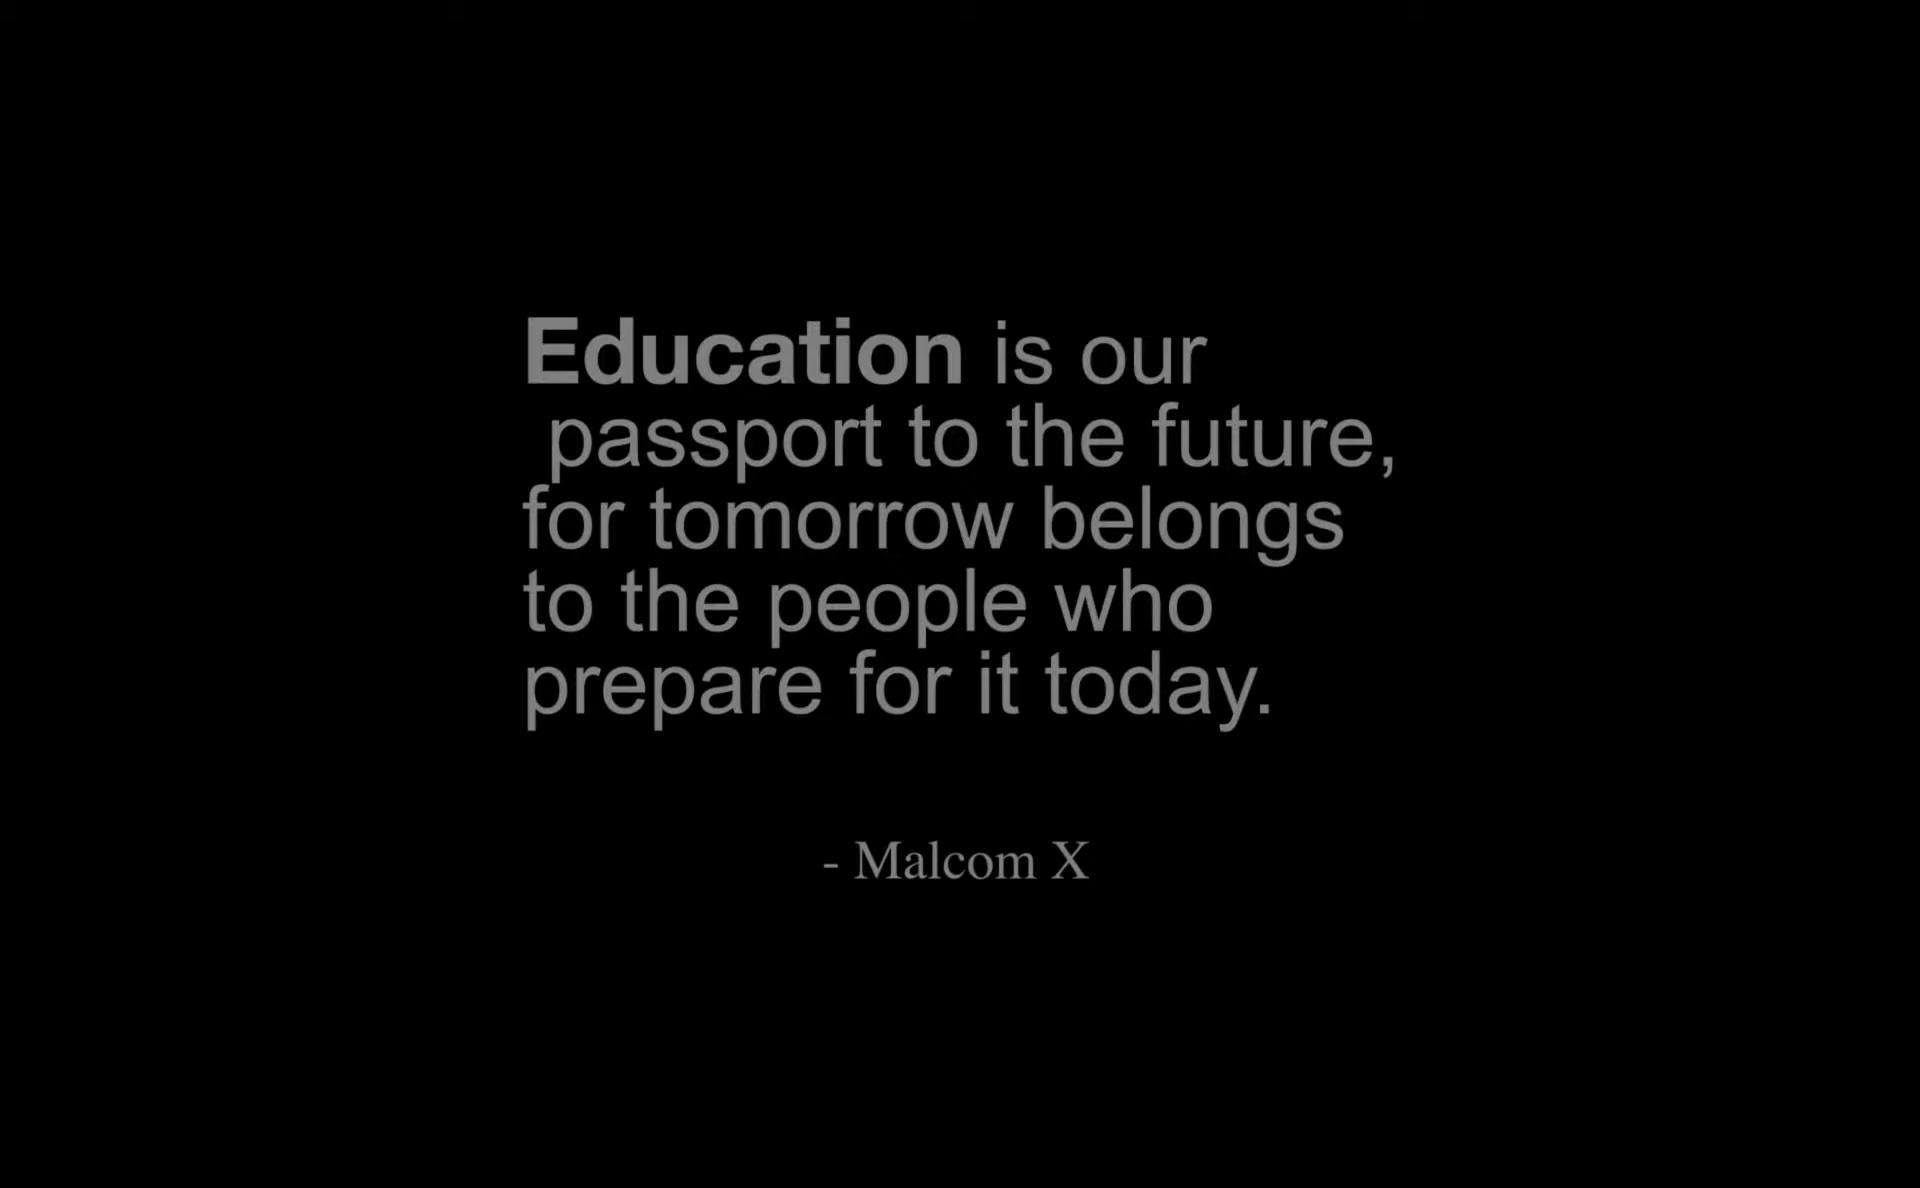 Education is our
passport to the future,
for tomorrow belongs
to the people who
prepare for it today.
- Malcom X